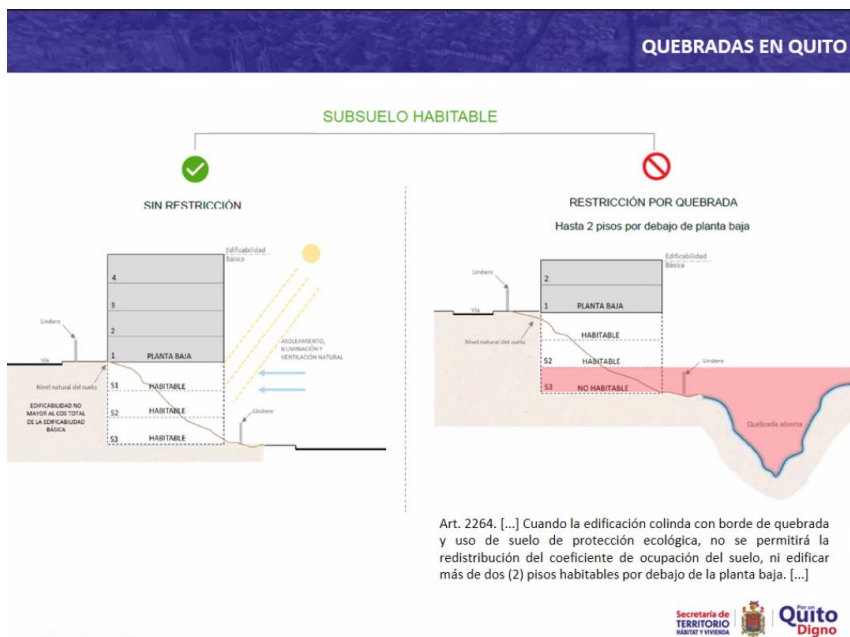 QUEBRADAS EN QUITO
SUBSUELO HABITABLE
SIN RESTRICCIÓN
Edificabilidad
Básica
4
3
2
1 PLANTA BAJA
Lindero
Vía
Nivel natural del suelo
ASOLEAMIENTO,
ILUMINACIÓN Y
VENTILACIÓN NATURAL
EDIFICABILIDAD NO
MAYOR AL COS TOTAL
DE LA EDIFICABILIDAD
BÁSICA
S1 HABITABLE
S2 HABITABLE
S3 HABITABLE
Lindero
RESTRICCIÓN POR QUEBRADA
Hasta 2 pisos por debajo de planta baja
Edificabilidad
Básica
2
1 PLANTA BAJA
Lindero
Vía
Nivel natural del suelo
HABITABLE
S2 HABITABLE
S3 NO HABITABLE
Lindero
Quebrada abierta
Art. 2264. [...] Cuando la edificación colinda con borde de quebrada
y uso de suelo de protección ecológica, no se permitirá la
redistribución del coeficiente de ocupación del suelo, ni edificar
más de dos (2) pisos habitables por debajo de la planta baja. [...]
Secretaría de
TERRITORIO
HÁBITAT Y VIVIENDA
Por un
Quito
Digno